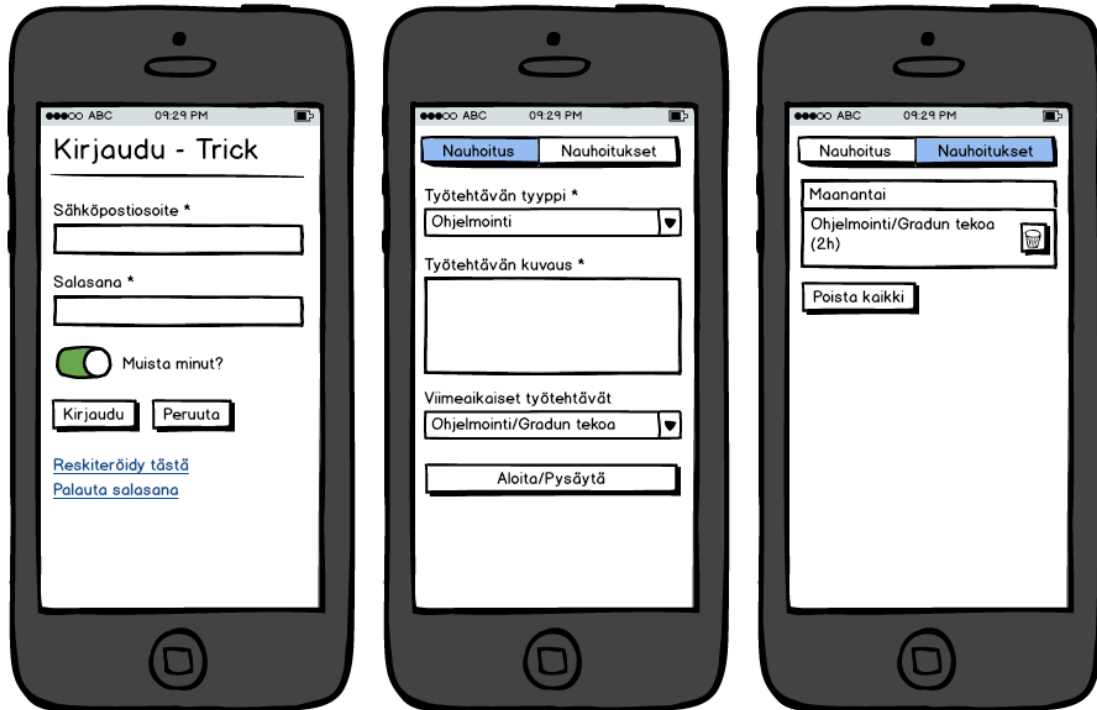 ABC 09:29 PM
Kirjaudu - Trick
Sähköpostiosoite *
Salasana *
Muista minut?
Kirjaudu Peruuta
Reskiteröidy tästä
Palauta salasana
ABC 09:29 PM
Nauhoitus Nauhoitukset
Työtehtävän tyyppi *
Ohjelmointi
Työtehtävän kuvaus *
Viimeaikaiset työtehtävät
Ohjelmointi/Gradun tekoa
Aloita/Pysäytä
ABC 09:29 PM
Nauhoitus Nauhoitukset
Maanantai
Ohjelmointi/Gradun tekoa
(2h)
Poista kaikki